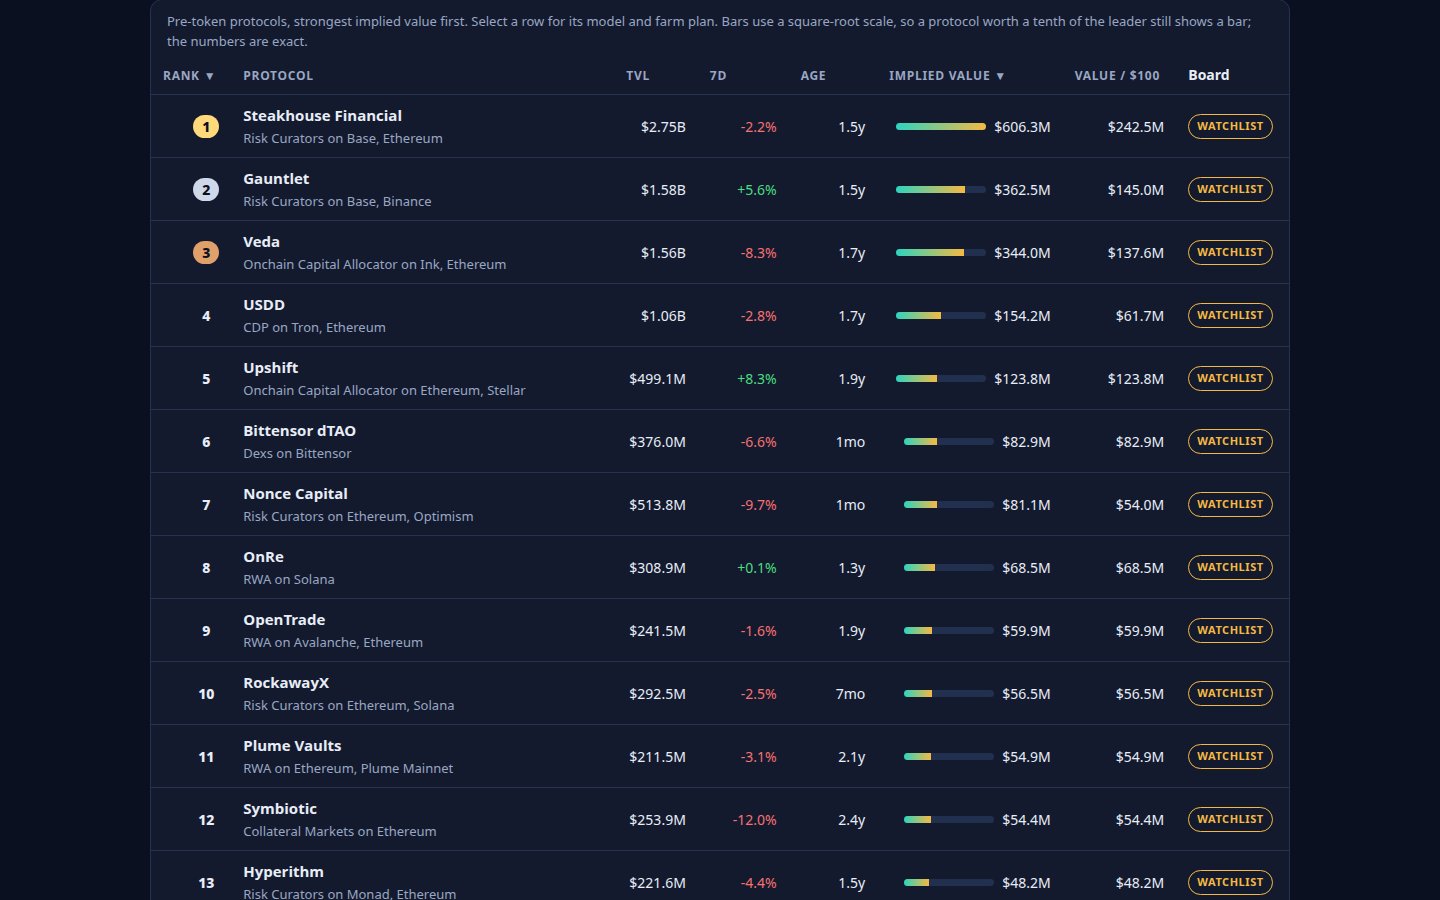 Pre-token protocols, strongest implied value first. Select a row for its model and farm plan. Bars use a square-root scale, so a protocol worth a tenth of the leader still shows a bar;
the numbers are exact.
RANK ▼ PROTOCOL TVL 7D AGE IMPLIED VALUE ▼ VALUE / $100 Board
1 Steakhouse Financial $2.75B -2.2% 1.5y $606.3M $242.5M WATCHLIST
Risk Curators on Base, Ethereum
2 Gauntlet $1.58B +5.6% 1.5y $362.5M $145.0M WATCHLIST
Risk Curators on Base, Binance
3 Veda $1.56B -8.3% 1.7y $344.0M $137.6M WATCHLIST
Onchain Capital Allocator on Ink, Ethereum
4 USDD $1.06B -2.8% 1.7y $154.2M $61.7M WATCHLIST
CDP on Tron, Ethereum
5 Upshift $499.1M +8.3% 1.9y $123.8M $123.8M WATCHLIST
Onchain Capital Allocator on Ethereum, Stellar
6 Bittensor dTAO $376.0M -6.6% 1mo $82.9M $82.9M WATCHLIST
Dexs on Bittensor
7 Nonce Capital $513.8M -9.7% 1mo $81.1M $54.0M WATCHLIST
Risk Curators on Ethereum, Optimism
8 OnRe $308.9M +0.1% 1.3y $68.5M $68.5M WATCHLIST
RWA on Solana
9 OpenTrade $241.5M -1.6% 1.9y $59.9M $59.9M WATCHLIST
RWA on Avalanche, Ethereum
10 RockawayX $292.5M -2.5% 7mo $56.5M $56.5M WATCHLIST
Risk Curators on Ethereum, Solana
11 Plume Vaults $211.5M -3.1% 2.1y $54.9M $54.9M WATCHLIST
RWA on Ethereum, Plume Mainnet
12 Symbiotic $253.9M -12.0% 2.4y $54.4M $54.4M WATCHLIST
Collateral Markets on Ethereum
13 Hyperithm $221.6M -4.4% 1.5y $48.2M $48.2M WATCHLIST
Risk Curators on Monad, Ethereum